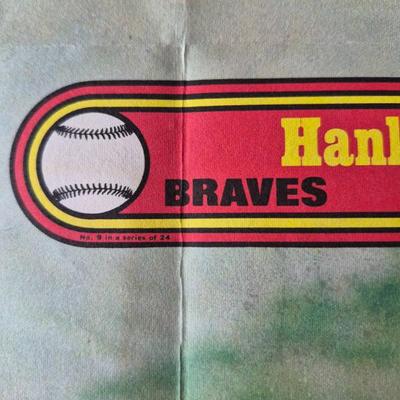 Hank
BRAVES
No. 9 in a series of 24